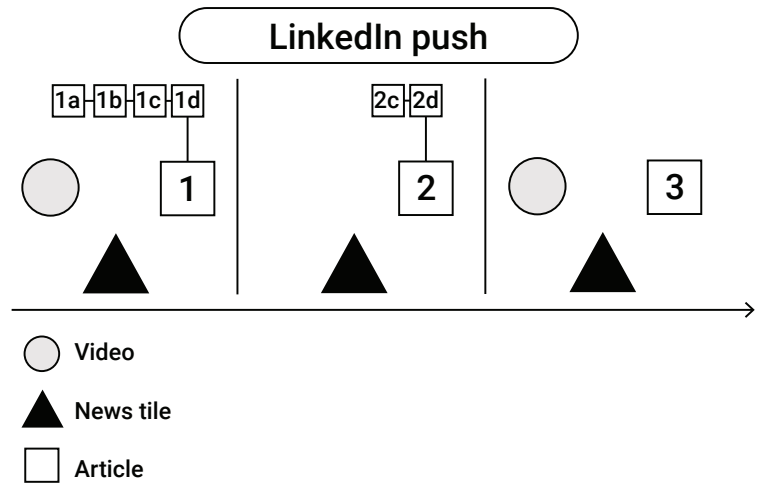 LinkedIn push
1a 1b 1c 1d
2c 2d
1
2
3
Video
News tile
Article